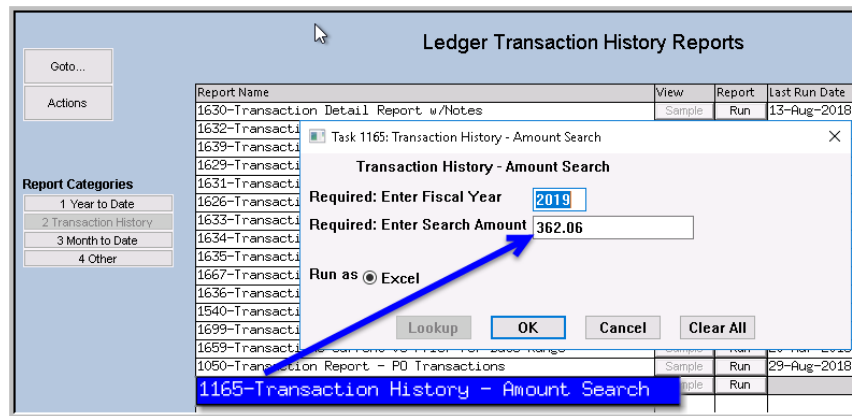 Ledger Transaction History Reports
Goto...
Actions
Report Name View Report Last Run Date
1630-Transaction Detail Report w/Notes Sample Run 13-Aug-2018
1632-Transacti
1639-Transacti
1629-Transacti
1631-Transacti
1626-Transacti
1633-Transacti
1634-Transacti
1635-Transacti
1667-Transacti
1636-Transacti
1540-Transacti
1699-Transacti
Report Categories
1 Year to Date
2 Transaction History
3 Month to Date
4 Other
Task 1165: Transaction History - Amount Search
Transaction History - Amount Search
Required: Enter Fiscal Year 2019
Required: Enter Search Amount 362.06
Run as Excel
Lookup OK Cancel Clear All
1050-Transaction Report - PO Transactions Sample Run 29-Aug-2018
1165-Transaction History - Amount Search Run